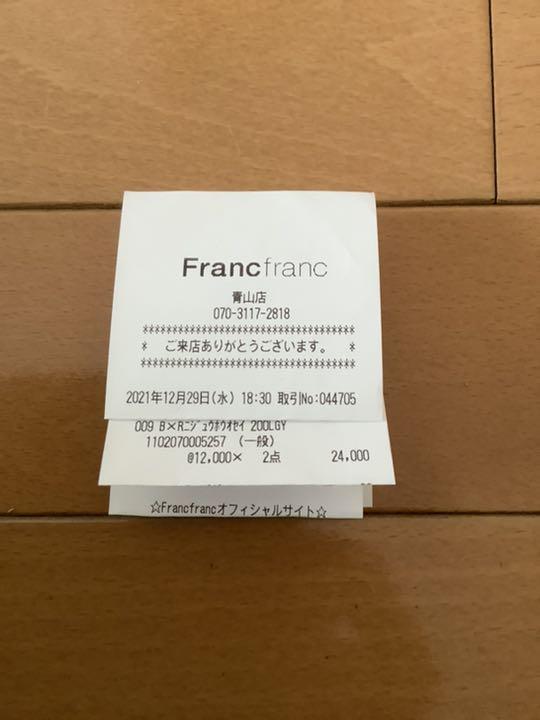 Francfranc
青山店
070-3117-2818
***********************************
* ご来店ありがとうございます。 *
***********************************
2021年12月29日(水) 18:30 取引No:044705
009 B×Rニジュウホウオセイ 200LGY
1102070005257 (一般)
@12,000× 2点 24,000
☆Francfrancオフィシャルサイト☆